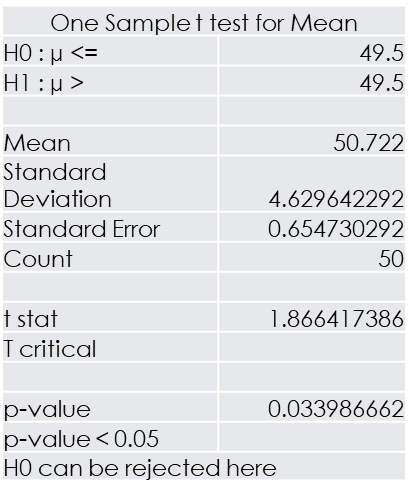 One Sample t test for Mean
H0 : µ <= 49.5
H1 : µ > 49.5
Mean 50.722
Standard
Deviation 4.629642292
Standard Error 0.654730292
Count 50
t stat 1.866417386
T critical
p-value 0.033986662
p-value < 0.05
H0 can be rejected here